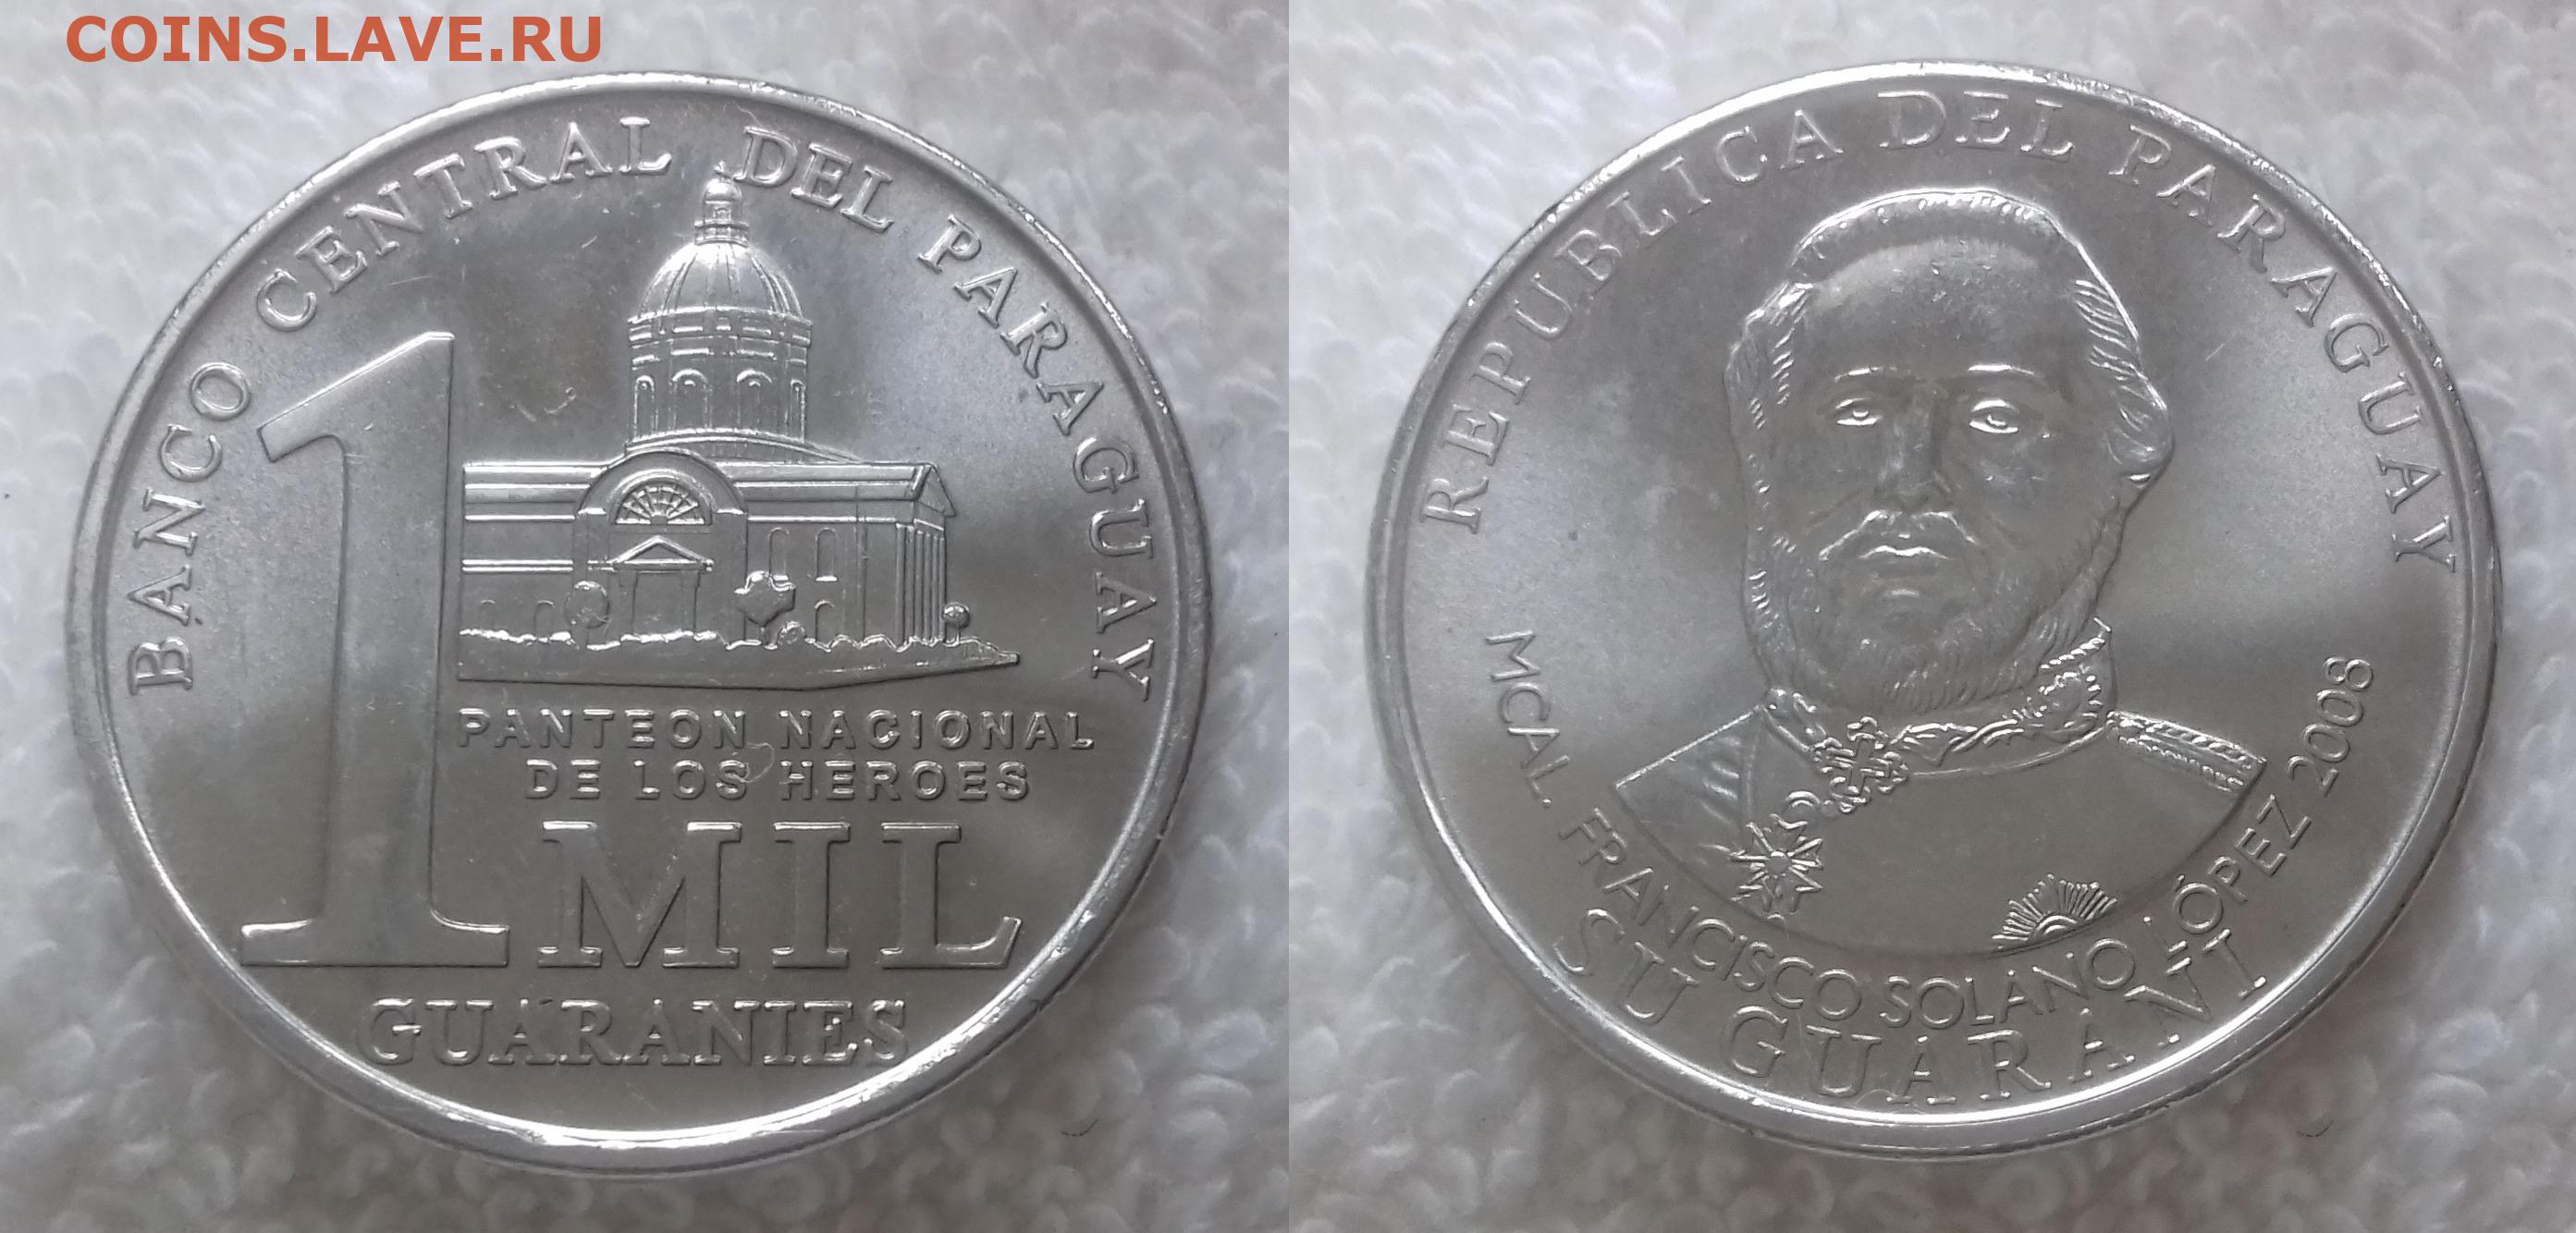 COINS.LAVE.RU
BANCO CENTRAL DEL PARAGUAY
1
PANTEON NACIONAL
DE LOS HEROES
MIL
GUARANIES
REPUBLICA DEL PARAGUAY
MCAL. FRANCISCO SOLANO LÓPEZ 2008
SU GUARANI